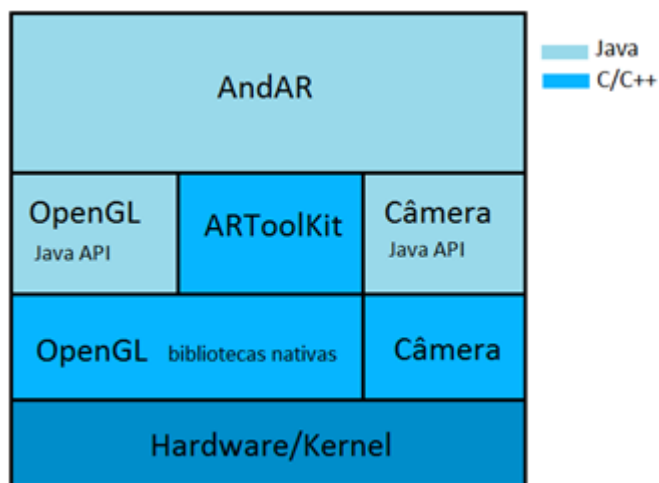 AndAR
Java
C/C++
OpenGL
Java API
ARToolKit
Câmera
Java API
OpenGL bibliotecas nativas
Câmera
Hardware/Kernel